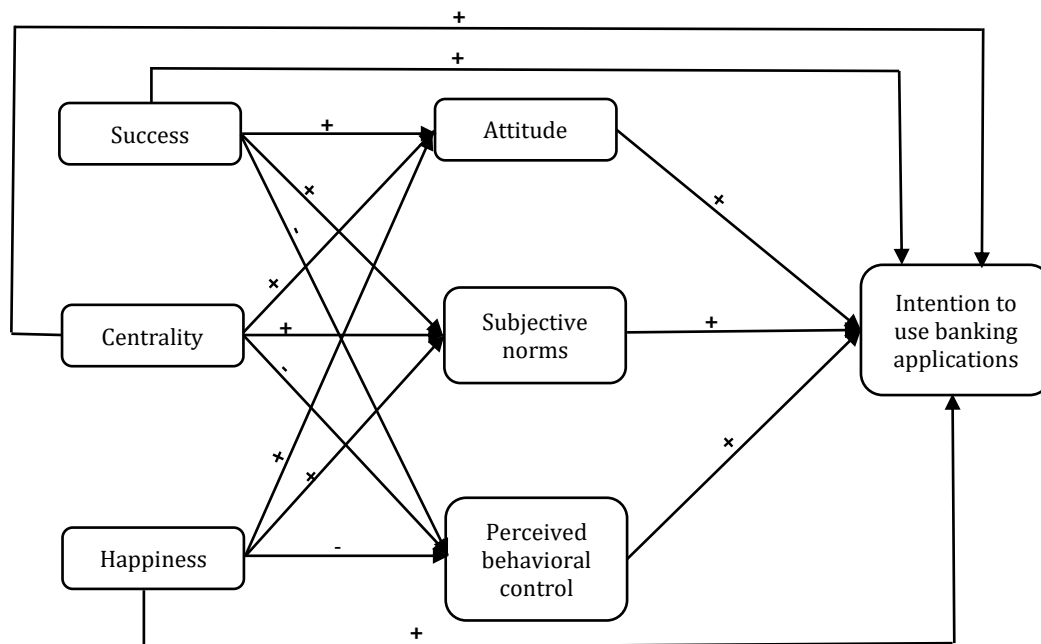 +
+
Success
+
Attitude
+
-
+
+
Centrality
+
Subjective
norms
+
Intention to
use banking
applications
-
+
+
+
Happiness
-
Perceived
behavioral
control
+